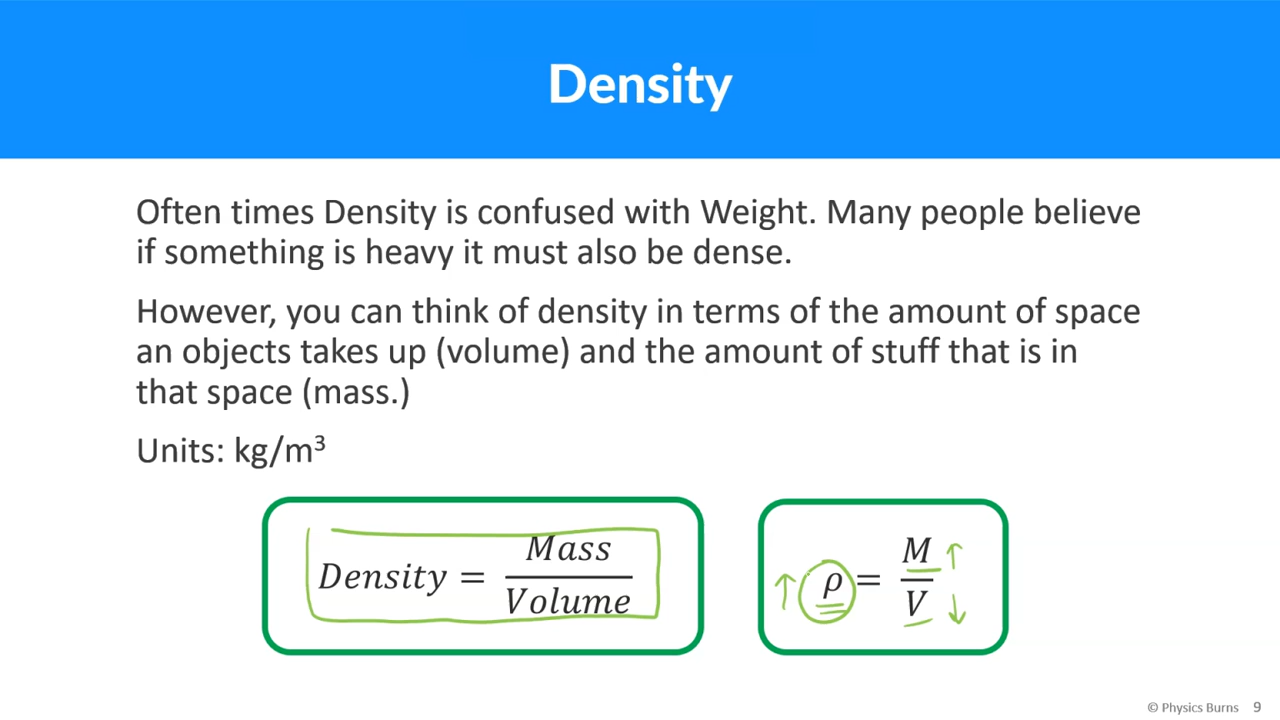 Density
Often times Density is confused with Weight. Many people believe
if something is heavy it must also be dense.
However, you can think of density in terms of the amount of space
an objects takes up (volume) and the amount of stuff that is in
that space (mass.)
Units: kg/m³
Density = Mass / Volume
↑ ρ = M ↑ / V ↓
© Physics Burns 9